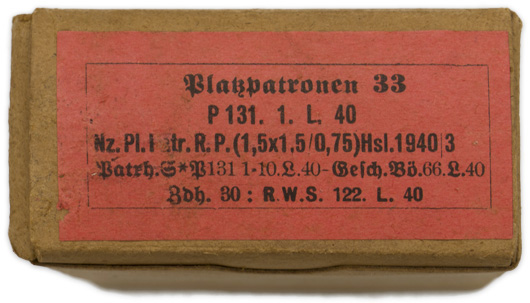 Platzpatronen 33
P 131. 1. L. 40
Nz. Pl. Ptr. R. P. (1,5x1,5/0,75) Hsl. 1940 3
Patrh. S* P131 1-10. L. 40 - Gesch. Bö. 66. L. 40
Zdh. 30 : R.W.S. 122. L. 40